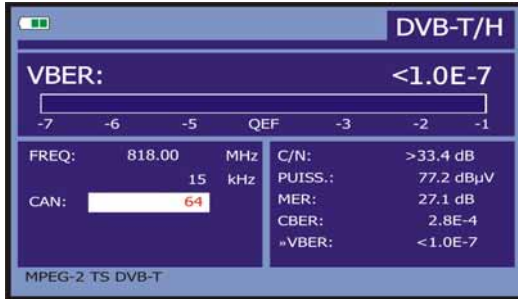 DVB-T/H
VBER: <1.0E-7
-7 -6 -5 QEF -3 -2 -1
FREQ: 818.00 MHz
15 kHz
CAN: 64
C/N: >33.4 dB
PUISS.: 77.2 dBµV
MER: 27.1 dB
CBER: 2.8E-4
»VBER: <1.0E-7
MPEG-2 TS DVB-T